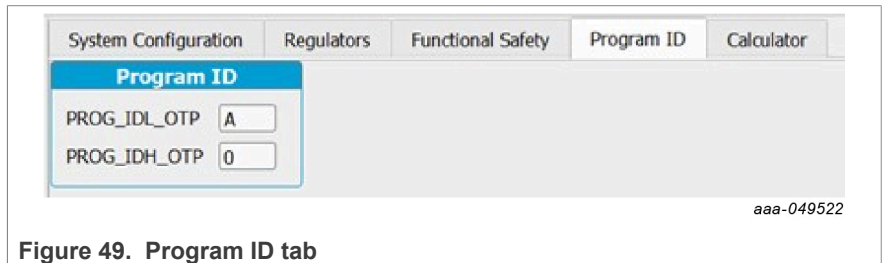 System Configuration Regulators Functional Safety Program ID Calculator
Program ID
PROG_IDL_OTP A
PROG_IDH_OTP 0
aaa-049522
Figure 49. Program ID tab